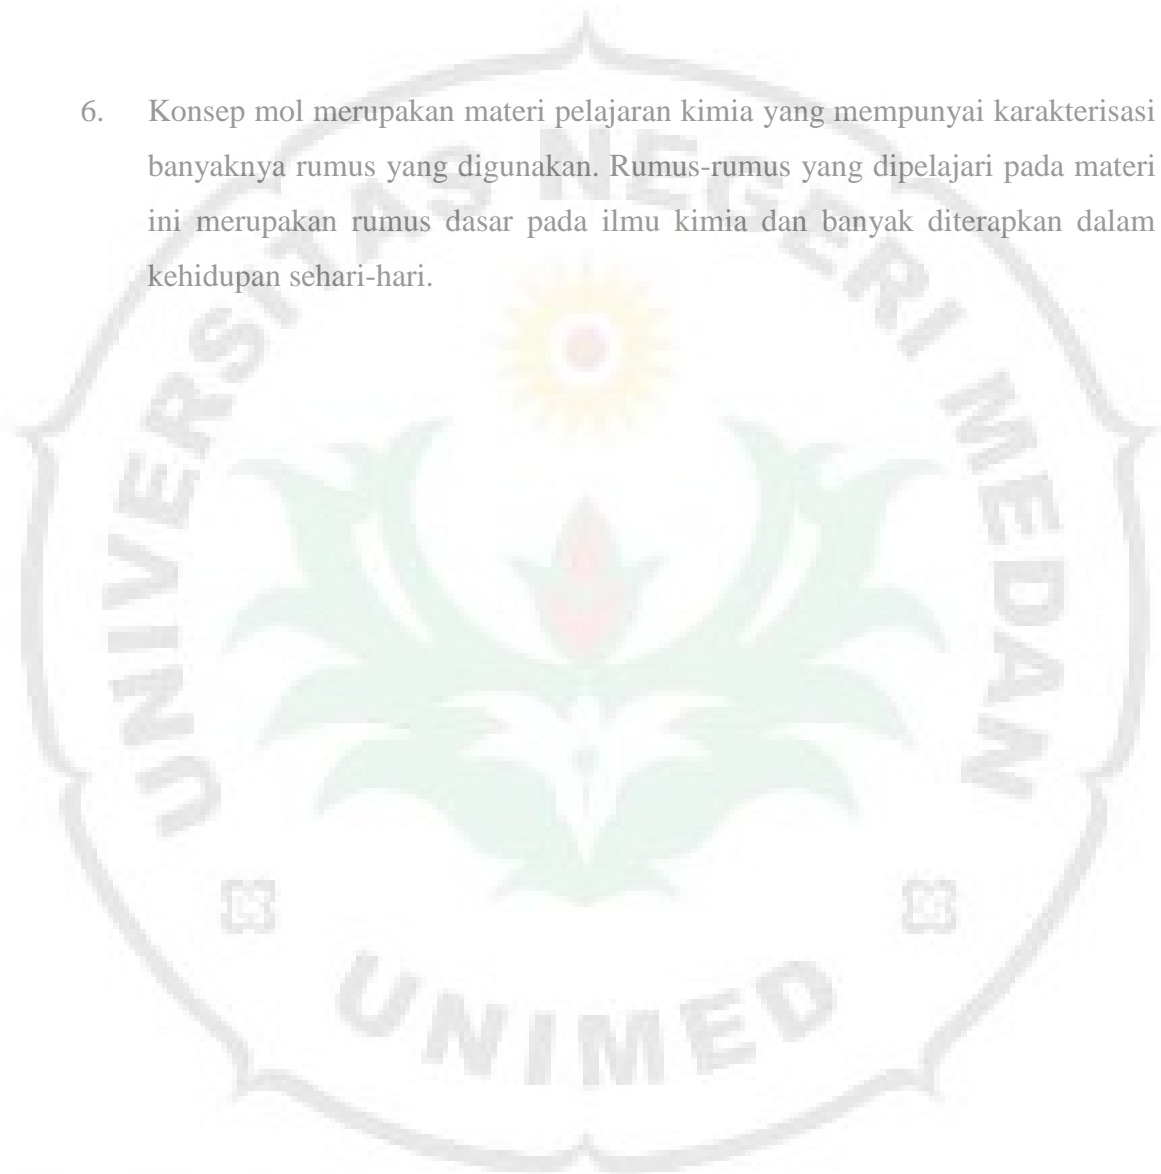 6. Konsep mol merupakan materi pelajaran kimia yang mempunyai karakterisasi
banyaknya rumus yang digunakan. Rumus-rumus yang dipelajari pada materi
ini merupakan rumus dasar pada ilmu kimia dan banyak diterapkan dalam
kehidupan sehari-hari.
UNIVERSITAS NEGERI MEDAN
UNIMED